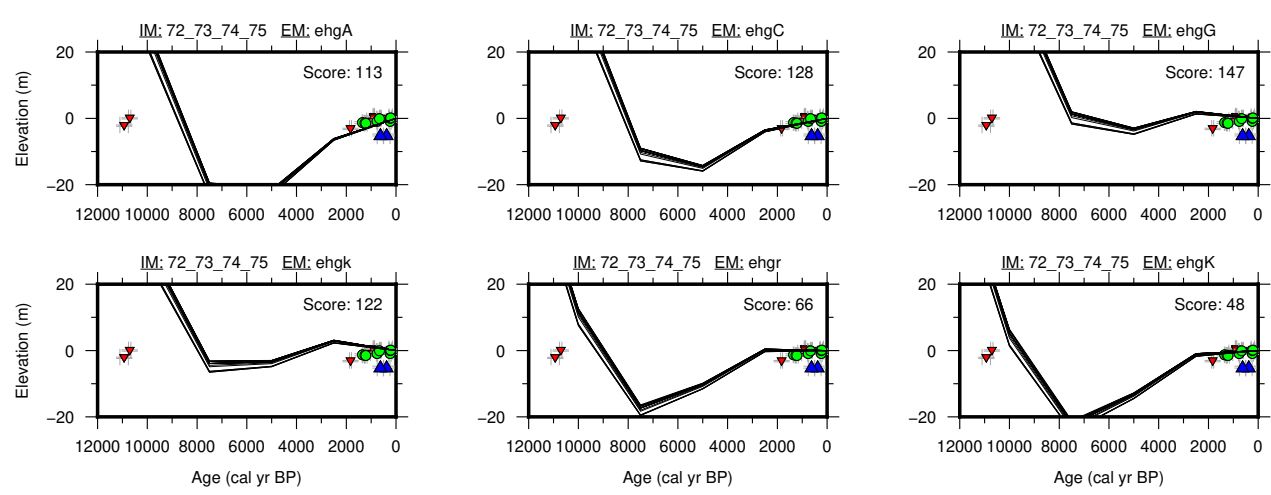 IM: 72_73_74_75 EM: ehgA
IM: 72_73_74_75 EM: ehgC
IM: 72_73_74_75 EM: ehgG
20
0
−20
Elevation (m)
Score: 113
12000 10000 8000 6000 4000 2000 0
20
0
−20
Score: 128
12000 10000 8000 6000 4000 2000 0
20
0
−20
Score: 147
12000 10000 8000 6000 4000 2000 0
IM: 72_73_74_75 EM: ehgk
IM: 72_73_74_75 EM: ehgr
IM: 72_73_74_75 EM: ehgK
20
0
−20
Elevation (m)
Score: 122
12000 10000 8000 6000 4000 2000 0
Age (cal yr BP)
20
0
−20
Score: 66
12000 10000 8000 6000 4000 2000 0
Age (cal yr BP)
20
0
−20
Score: 48
12000 10000 8000 6000 4000 2000 0
Age (cal yr BP)